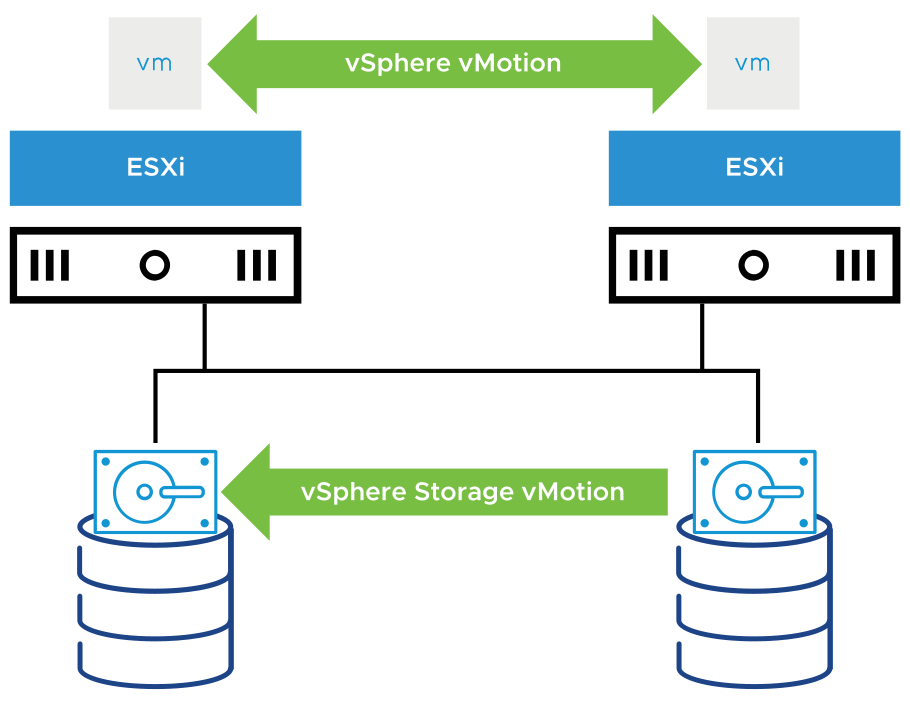 vm
vSphere vMotion
vm
ESXi
ESXi
vSphere Storage vMotion